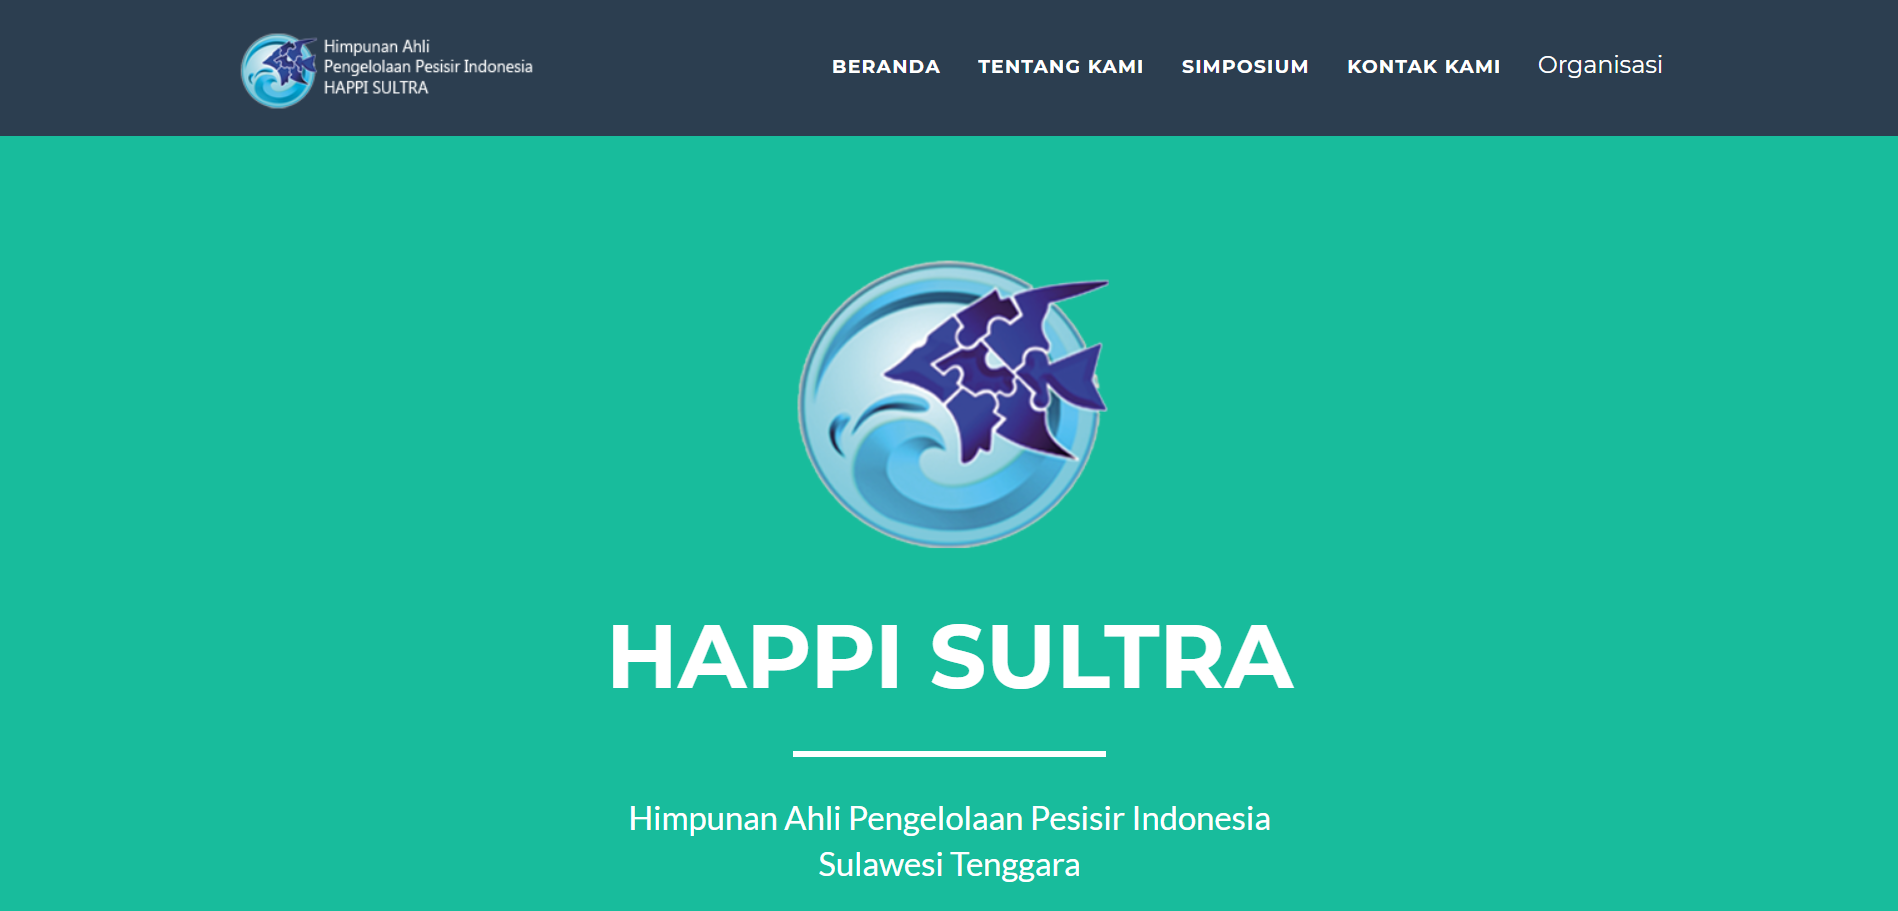 Himpunan Ahli
Pengelolaan Pesisir Indonesia
HAPPI SULTRA
BERANDA TENTANG KAMI SIMPOSIUM KONTAK KAMI Organisasi
HAPPI SULTRA
Himpunan Ahli Pengelolaan Pesisir Indonesia
Sulawesi Tenggara